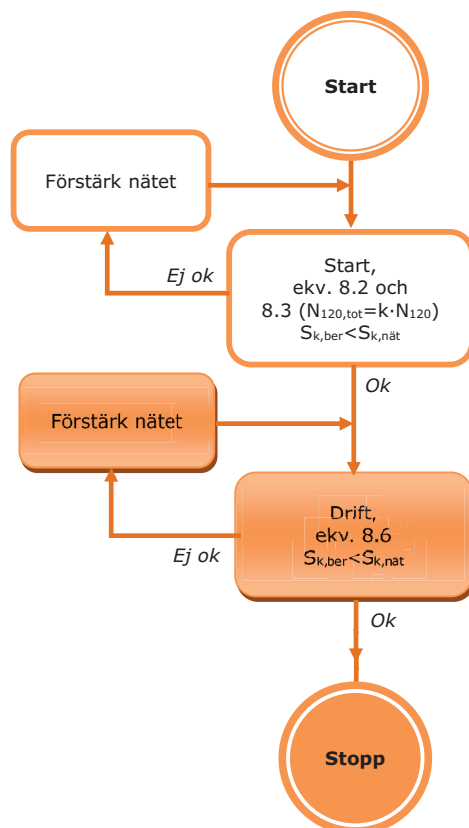 Start
Förstärk nätet
Ej ok
Start,
ekv. 8.2 och
8.3 (N120,tot=k·N120)
Sk,ber<Sk,nät
Ok
Förstärk nätet
Drift,
ekv. 8.6
Sk,ber<Sk,nät
Ej ok
Ok
Stopp